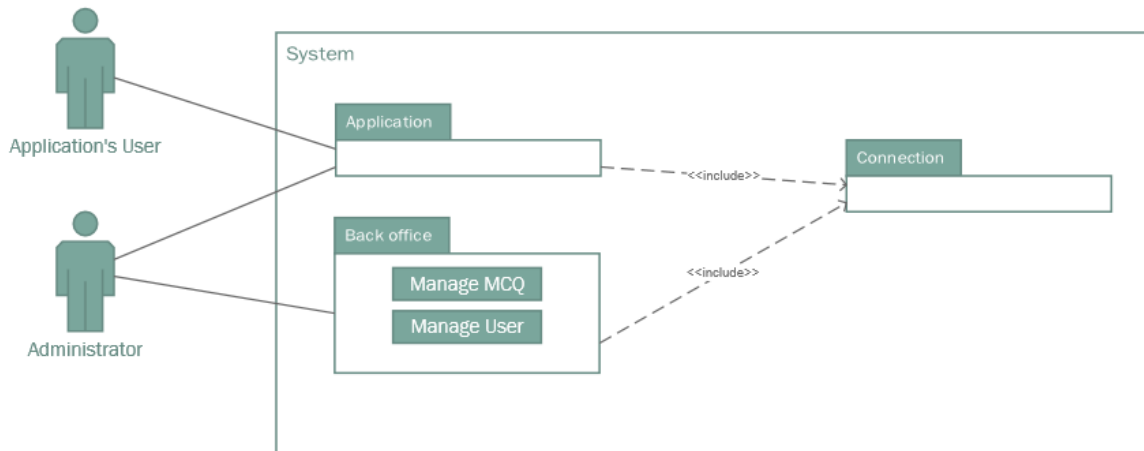 System
Application's User
Application
Connection
<<include>>
Back office
Manage MCQ
<<include>>
Manage User
Administrator